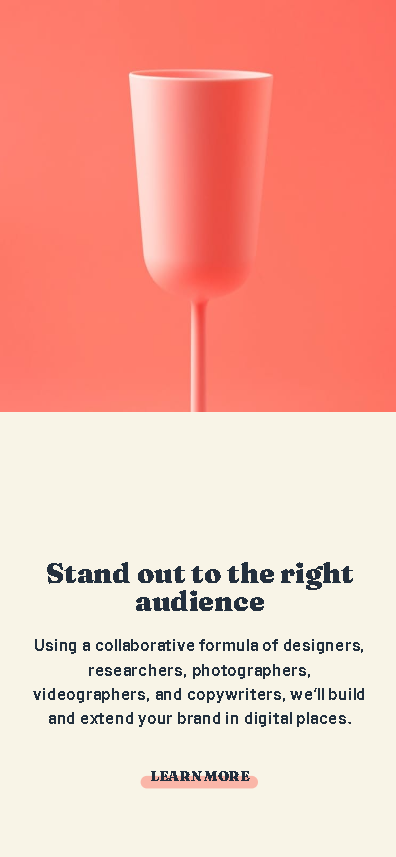 Stand out to the right
audience
Using a collaborative formula of designers,
researchers, photographers,
videographers, and copywriters, we'll build
and extend your brand in digital places.
LEARN MORE